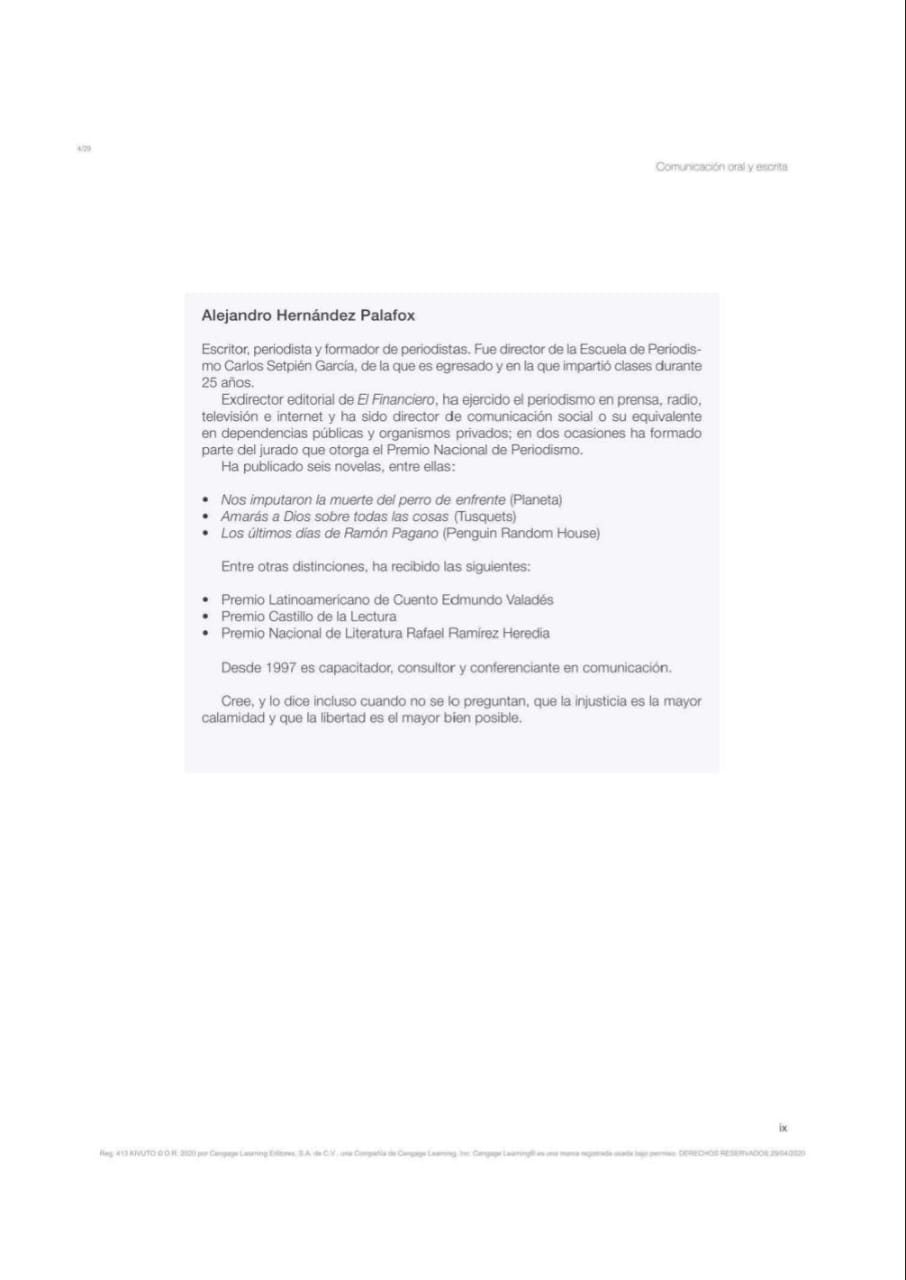 4/29
Comunicación oral y escrita
Alejandro Hernández Palafox
Escritor, periodista y formador de periodistas. Fue director de la Escuela de Periodis-
mo Carlos Setpién García, de la que es egresado y en la que impartió clases durante
25 años.
Exdirector editorial de El Financiero, ha ejercido el periodismo en prensa, radio,
televisión e internet y ha sido director de comunicación social o su equivalente
en dependencias públicas y organismos privados; en dos ocasiones ha formado
parte del jurado que otorga el Premio Nacional de Periodismo.
Ha publicado seis novelas, entre ellas:
• Nos imputaron la muerte del perro de enfrente (Planeta)
• Amarás a Dios sobre todas las cosas (Tusquets)
• Los últimos días de Ramón Pagano (Penguin Random House)
Entre otras distinciones, ha recibido las siguientes:
• Premio Latinoamericano de Cuento Edmundo Valadés
• Premio Castillo de la Lectura
• Premio Nacional de Literatura Rafael Ramírez Heredia
Desde 1997 es capacitador, consultor y conferenciante en comunicación.
Cree, y lo dice incluso cuando no se lo preguntan, que la injusticia es la mayor
calamidad y que la libertad es el mayor bien posible.
ix
Reg. 413 KIVUTO © D.R. 2020 por Cengage Learning Editores, S.A. de C.V., una Compañía de Cengage Learning, Inc. Cengage Learning® es una marca registrada usada bajo permiso. DERECHOS RESERVADOS 29/04/2020